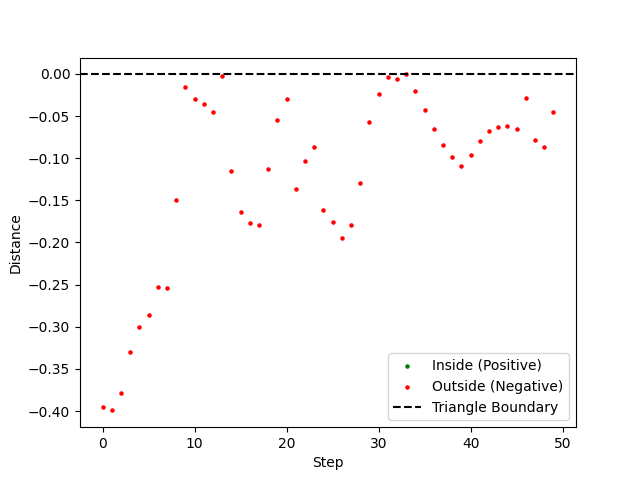 0.00
−0.05
−0.10
−0.15
−0.20
−0.25
−0.30
−0.35
−0.40
Distance
0 10 20 30 40 50
Step
Inside (Positive)
Outside (Negative)
Triangle Boundary